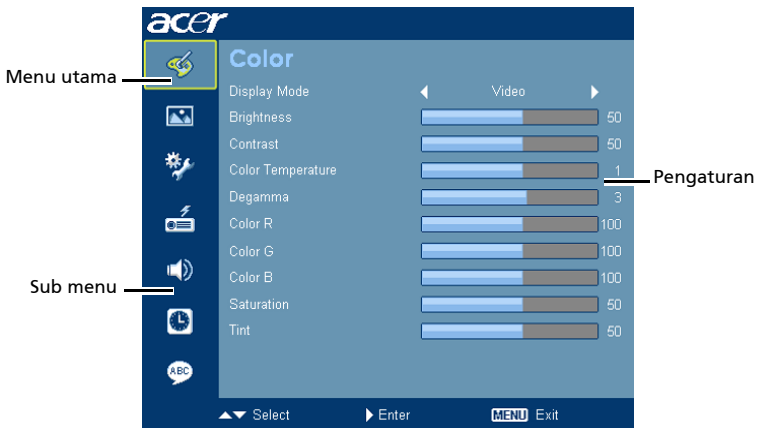 acer
Color
Menu utama
Display Mode Video
Brightness 50
Contrast 50
Color Temperature 1
Pengaturan
Degamma 3
Color R 100
Color G 100
Color B 100
Sub menu
Saturation 50
Tint 50
ABC
Select Enter MENU Exit